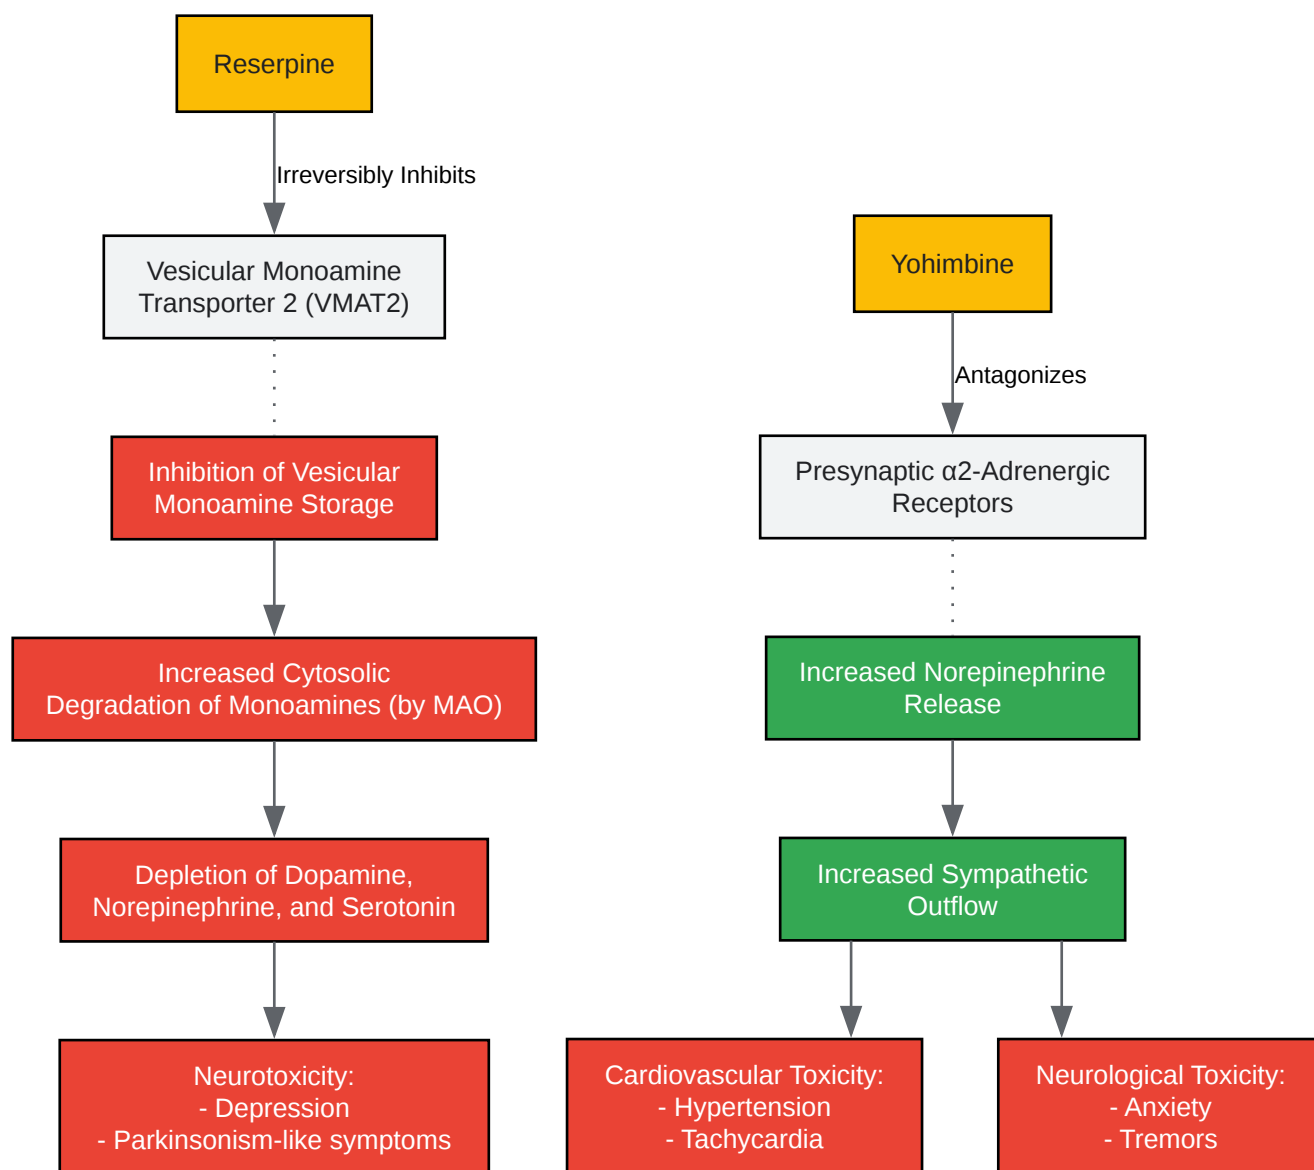 Reserpine
Irreversibly Inhibits
Vesicular Monoamine
Transporter 2 (VMAT2)
Inhibition of Vesicular
Monoamine Storage
Increased Cytosolic
Degradation of Monoamines (by MAO)
Depletion of Dopamine,
Norepinephrine, and Serotonin
Neurotoxicity:
- Depression
- Parkinsonism-like symptoms
Yohimbine
Antagonizes
Presynaptic α2-Adrenergic
Receptors
Increased Norepinephrine
Release
Increased Sympathetic
Outflow
Cardiovascular Toxicity:
- Hypertension
- Tachycardia
Neurological Toxicity:
- Anxiety
- Tremors